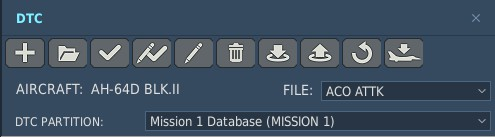 DTC
AIRCRAFT: AH-64D BLK.II FILE: ACO ATTK
DTC PARTITION: Mission 1 Database (MISSION 1)